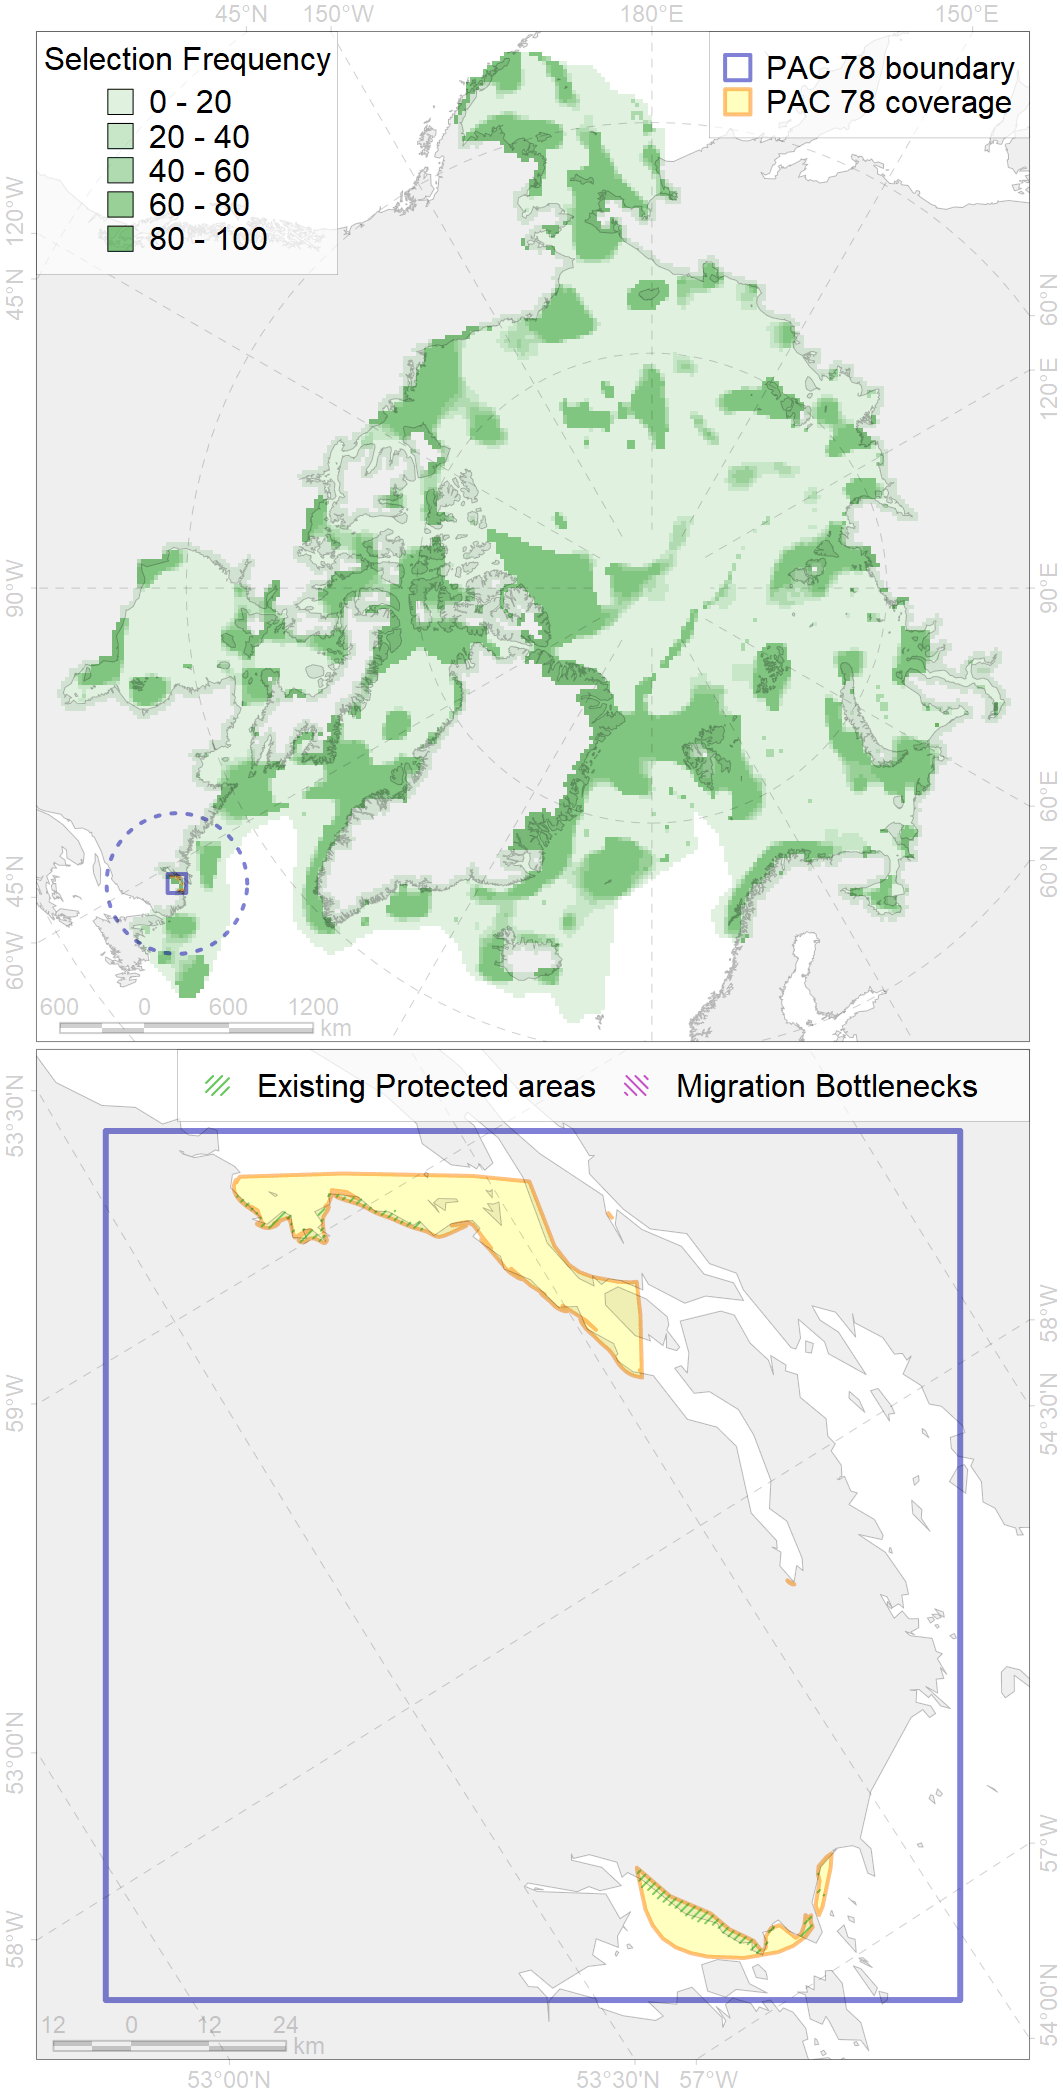 45°N 150°W 180°E 150°E
Selection Frequency
0 - 20
20 - 40
40 - 60
60 - 80
80 - 100
PAC 78 boundary
PAC 78 coverage
120°W
45°N
90°W
45°N
60°W
60°N
120°E
90°E
60°E
60°N
600 0 600 1200
km
Existing Protected areas
Migration Bottlenecks
53°30'N
59°W
53°00'N
58°W
58°W
54°30'N
57°W
54°00'N
12 0 12 24
km
53°00'N 53°30'N 57°W